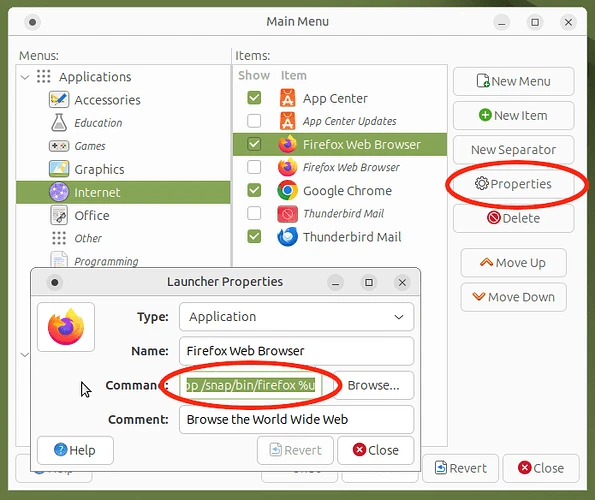 Main Menu
Menus:
Items:
Applications
Accessories
Education
Games
Graphics
Internet
Office
Other
Programming
Show Item
App Center
App Center Updates
Firefox Web Browser
Firefox Web Browser
Google Chrome
Thunderbird Mail
Thunderbird Mail
New Menu
New Item
New Separator
Properties
Delete
Move Up
Move Down
Launcher Properties
Type: Application
Name: Firefox Web Browser
Command: /snap/bin/firefox %u Browse...
Comment: Browse the World Wide Web
Help Revert Close
Revert Close